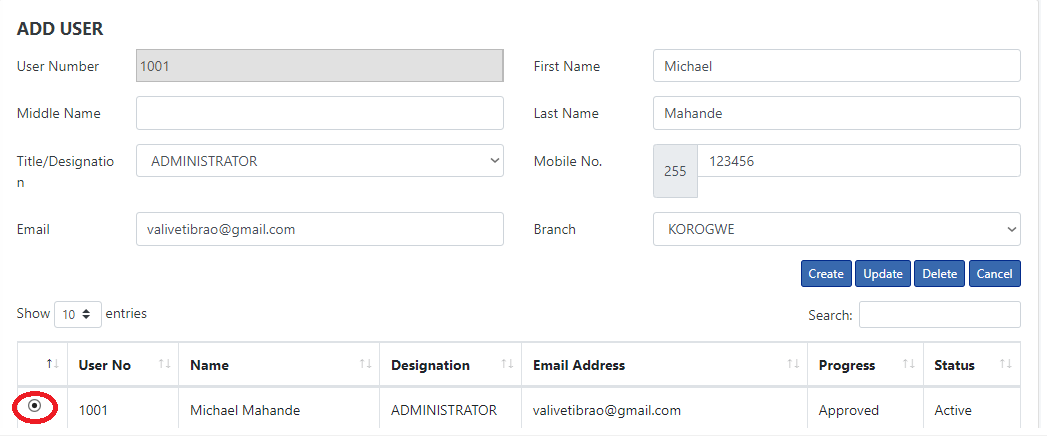 ADD USER
User Number 1001 First Name Michael
Middle Name Last Name Mahande
Title/Designatio
n ADMINISTRATOR Mobile No. 255 123456
Email valivetibrao@gmail.com Branch KOROGWE
Create Update Delete Cancel
Show 10 entries Search:
User No Name Designation Email Address Progress Status
1001 Michael Mahande ADMINISTRATOR valivetibrao@gmail.com Approved Active